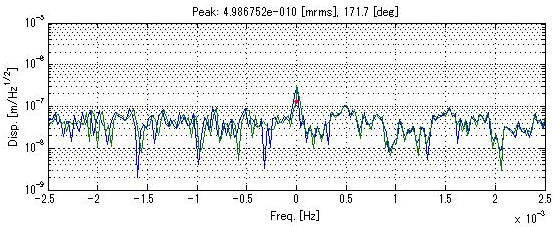 Peak: 4.986752e-010 [mrms], 171.7 [deg]
10^-5
10^-6
10^-7
10^-8
10^-9
Disp. [m/Hz^1/2]
-2.5 -2 -1.5 -1 -0.5 0 0.5 1 1.5 2 2.5
Freq. [Hz]
x 10^-3